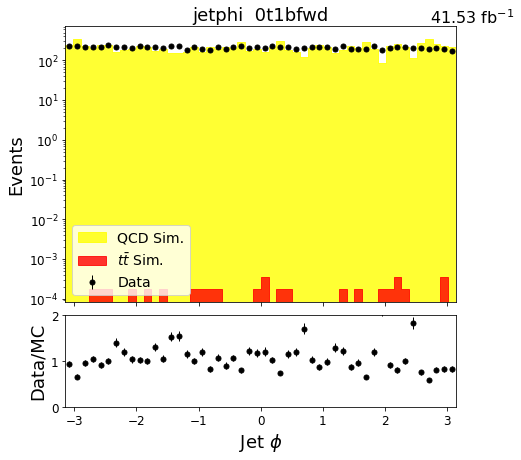 jetphi 0t1bfwd
41.53 fb⁻¹
Events
10²
10¹
10⁰
10⁻¹
10⁻²
10⁻³
10⁻⁴
QCD Sim.
tt̄ Sim.
Data
Data/MC
2
1
0
−3 −2 −1 0 1 2 3
Jet ϕ